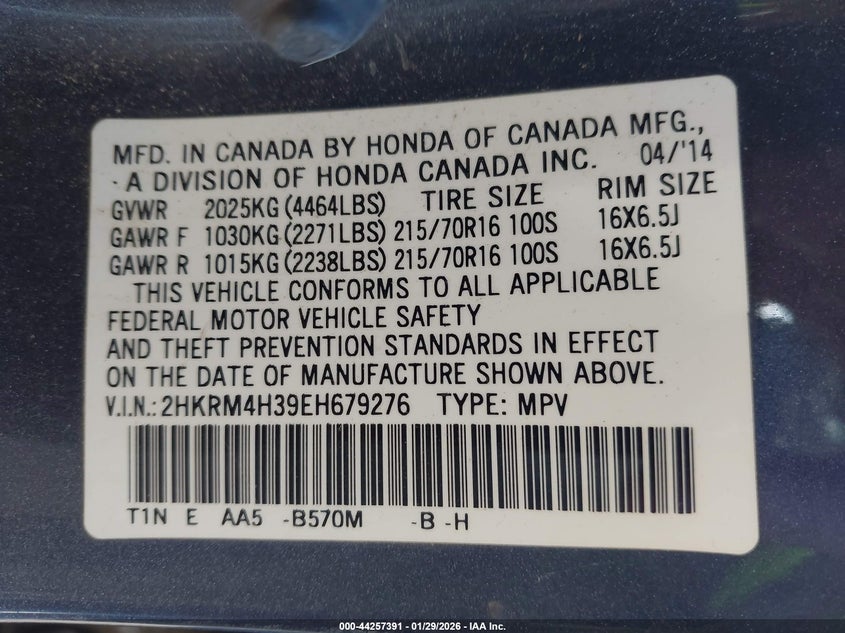 MFD. IN CANADA BY HONDA OF CANADA MFG.,
- A DIVISION OF HONDA CANADA INC. 04/'14
GVWR 2025KG (4464LBS) TIRE SIZE RIM SIZE
GAWR F 1030KG (2271LBS) 215/70R16 100S 16X6.5J
GAWR R 1015KG (2238LBS) 215/70R16 100S 16X6.5J
THIS VEHICLE CONFORMS TO ALL APPLICABLE
FEDERAL MOTOR VEHICLE SAFETY
AND THEFT PREVENTION STANDARDS IN EFFECT
ON THE DATE OF MANUFACTURE SHOWN ABOVE.
V.I.N.: 2HKRM4H39EH679276 TYPE: MPV
T1N E AA5 -B570M -B -H
000-44257391 - 01/29/2026 - IAA Inc.